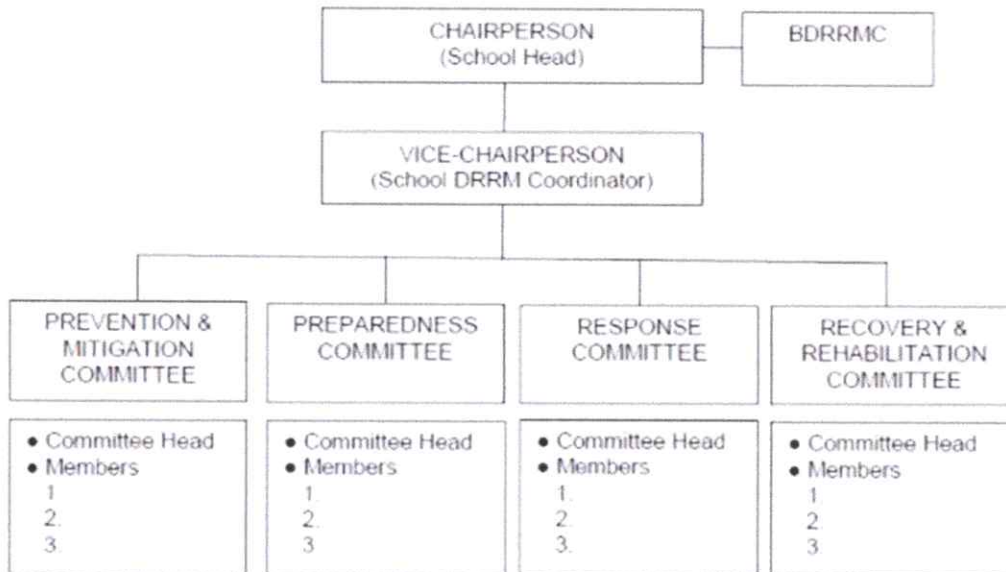 CHAIRPERSON
(School Head)
BDRRMC
VICE-CHAIRPERSON
(School DRRM Coordinator)
PREVENTION &
MITIGATION
COMMITTEE
PREPAREDNESS
COMMITTEE
RESPONSE
COMMITTEE
RECOVERY &
REHABILITATION
COMMITTEE
• Committee Head
• Members
1
2.
3.
• Committee Head
• Members
1.
2.
3
• Committee Head
• Members
1.
2.
3.
• Committee Head
• Members
1.
2
3